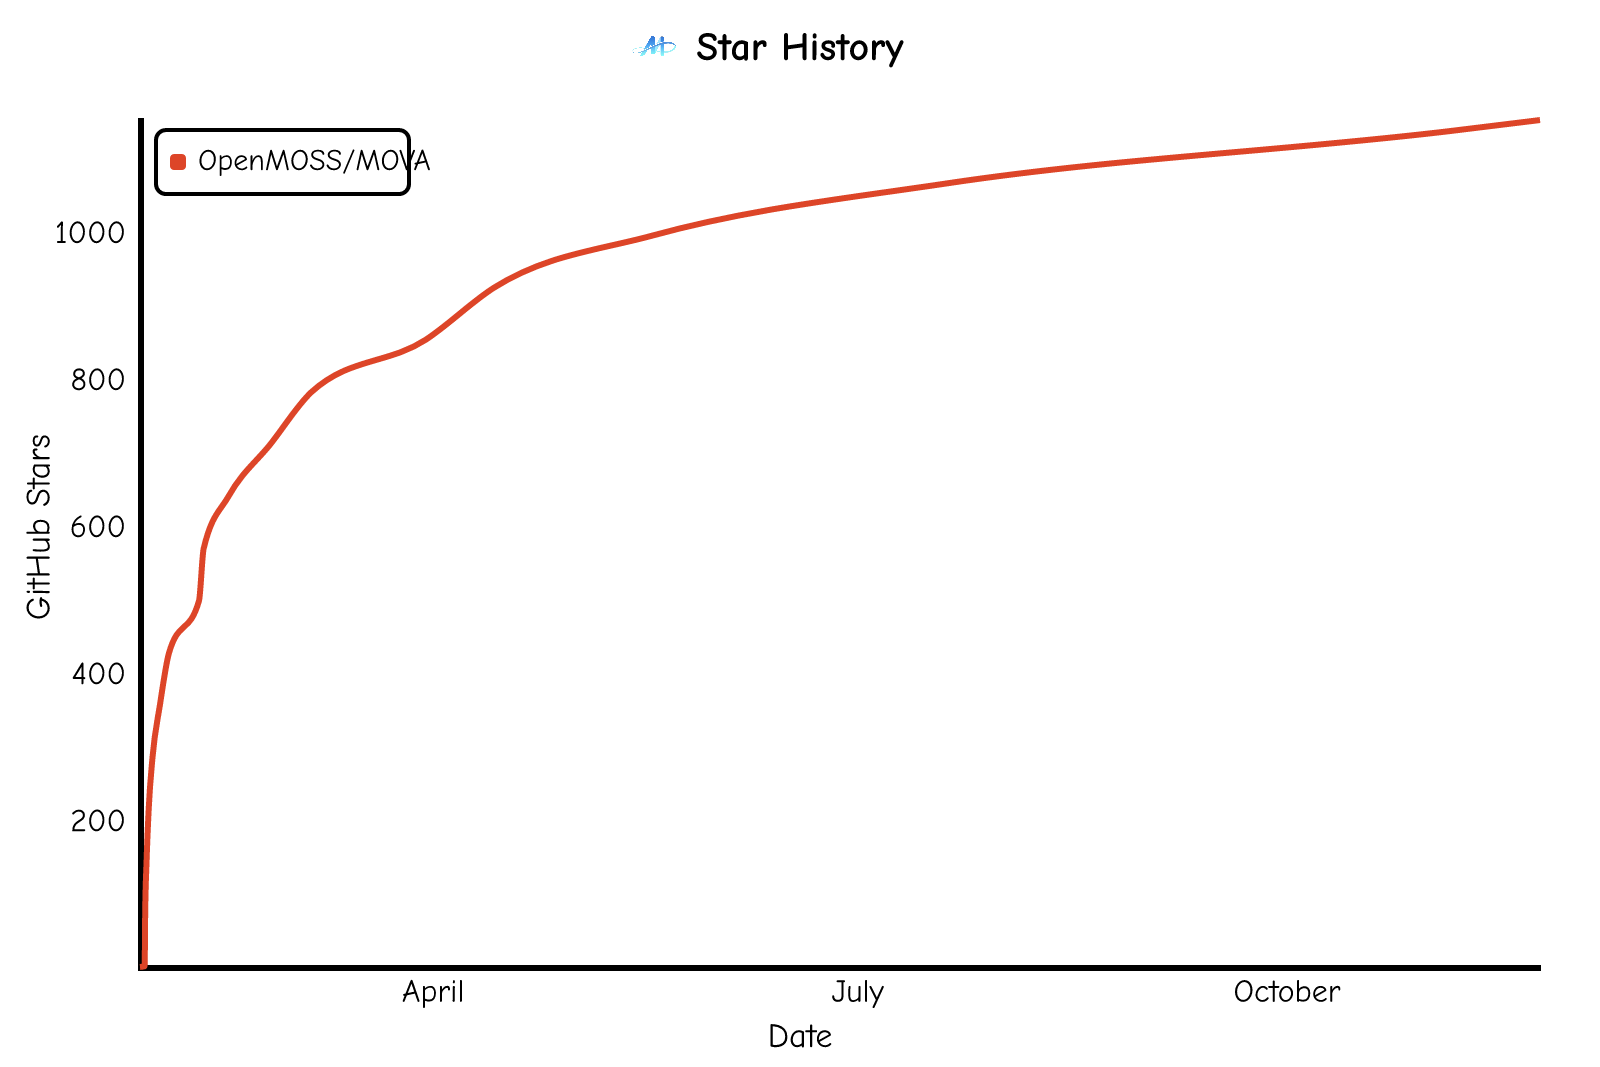 Star History
OpenMOSS/MOVA
1000
800
600
400
200
GitHub Stars
April
July
October
Date